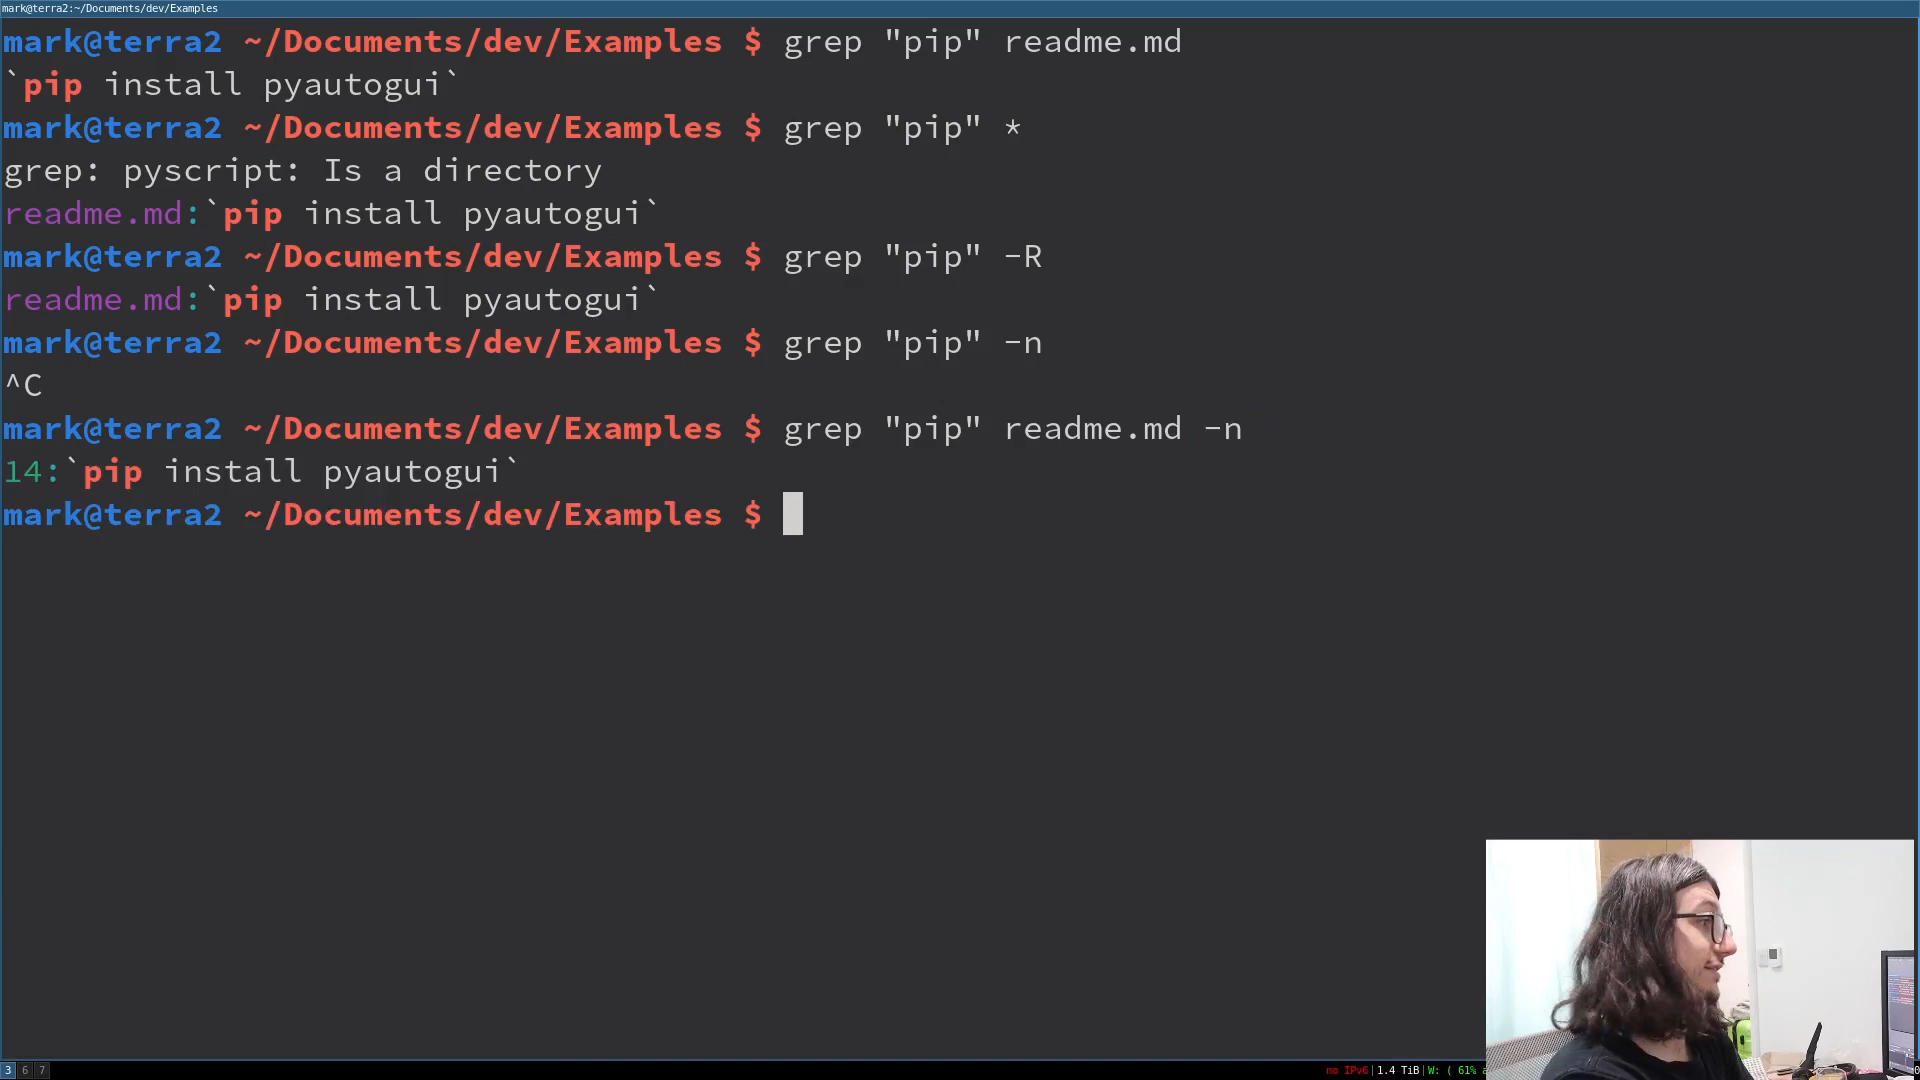 mark@terra2:~/Documents/dev/Examples
mark@terra2 ~/Documents/dev/Examples $ grep "pip" readme.md
`pip install pyautogui`
mark@terra2 ~/Documents/dev/Examples $ grep "pip" *
grep: pyscript: Is a directory
readme.md:`pip install pyautogui`
mark@terra2 ~/Documents/dev/Examples $ grep "pip" -R
readme.md:`pip install pyautogui`
mark@terra2 ~/Documents/dev/Examples $ grep "pip" -n
^C
mark@terra2 ~/Documents/dev/Examples $ grep "pip" readme.md -n
14:`pip install pyautogui`
mark@terra2 ~/Documents/dev/Examples $
3 6 7
no IPv6|1.4 TiB|W: ( 61%